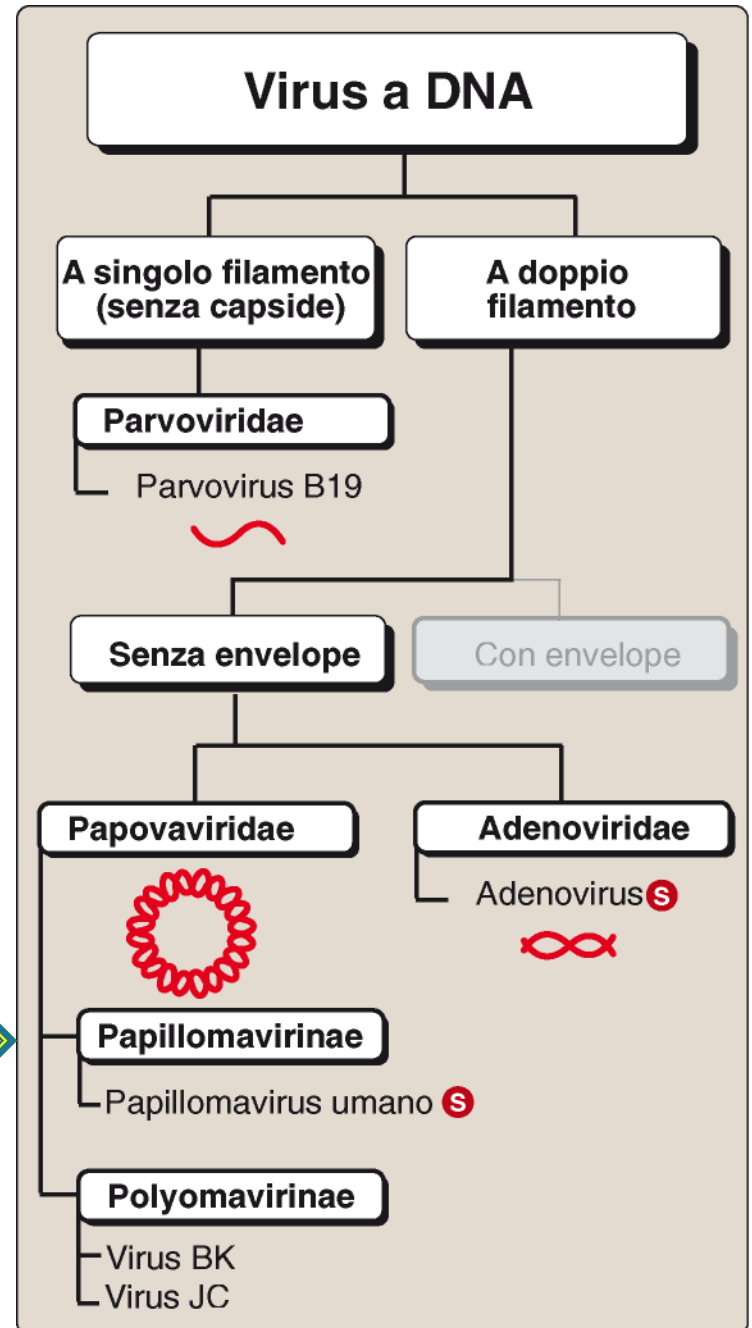 Virus a DNA
A singolo filamento
(senza capside)
A doppio
filamento
Parvoviridae
Parvovirus B19
Senza envelope
Con envelope
Papovaviridae
Adenoviridae
Adenovirus S
Papillomavirinae
Papillomavirus umano S
Polyomavirinae
Virus BK
Virus JC